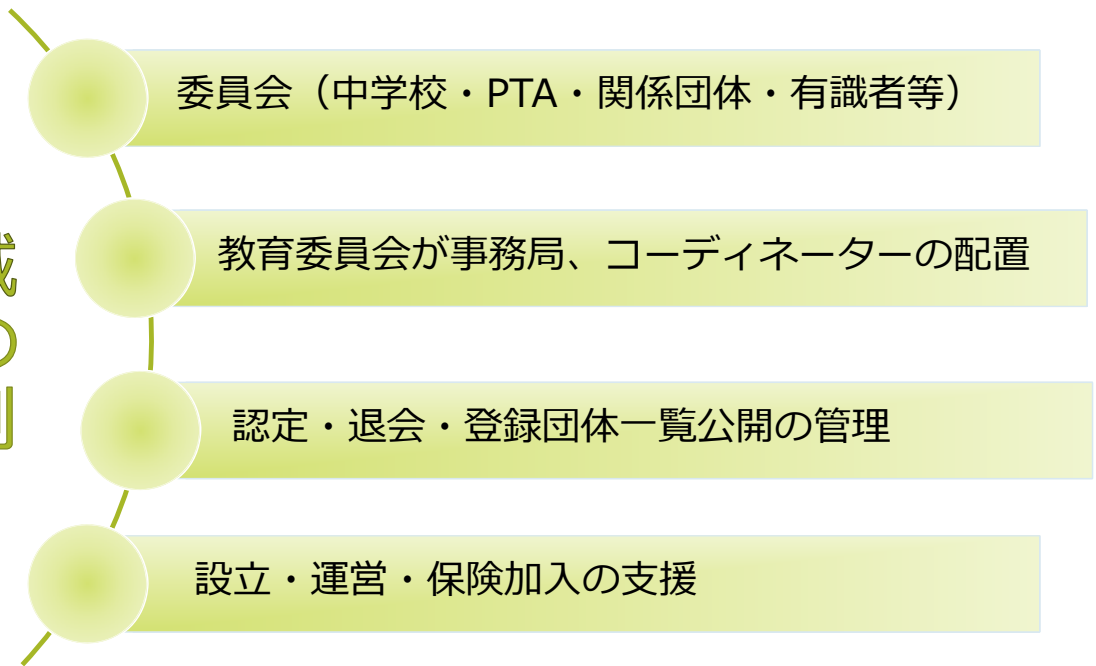 委員会（中学校・PTA・関係団体・有識者等）
教育委員会が事務局、コーディネーターの配置
認定・退会・登録団体一覧公開の管理
設立・運営・保険加入の支援